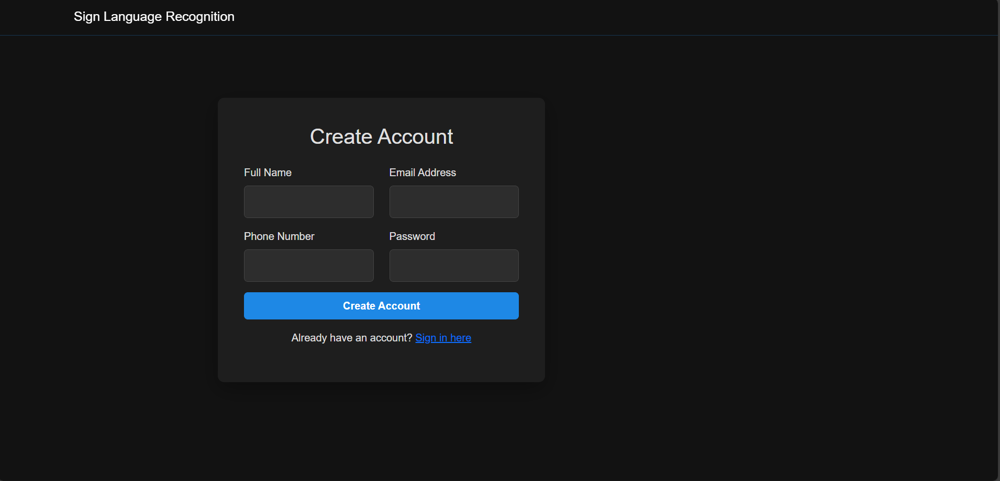 Sign Language Recognition
Create Account
Full Name
Email Address
Phone Number
Password
Create Account
Already have an account? Sign in here